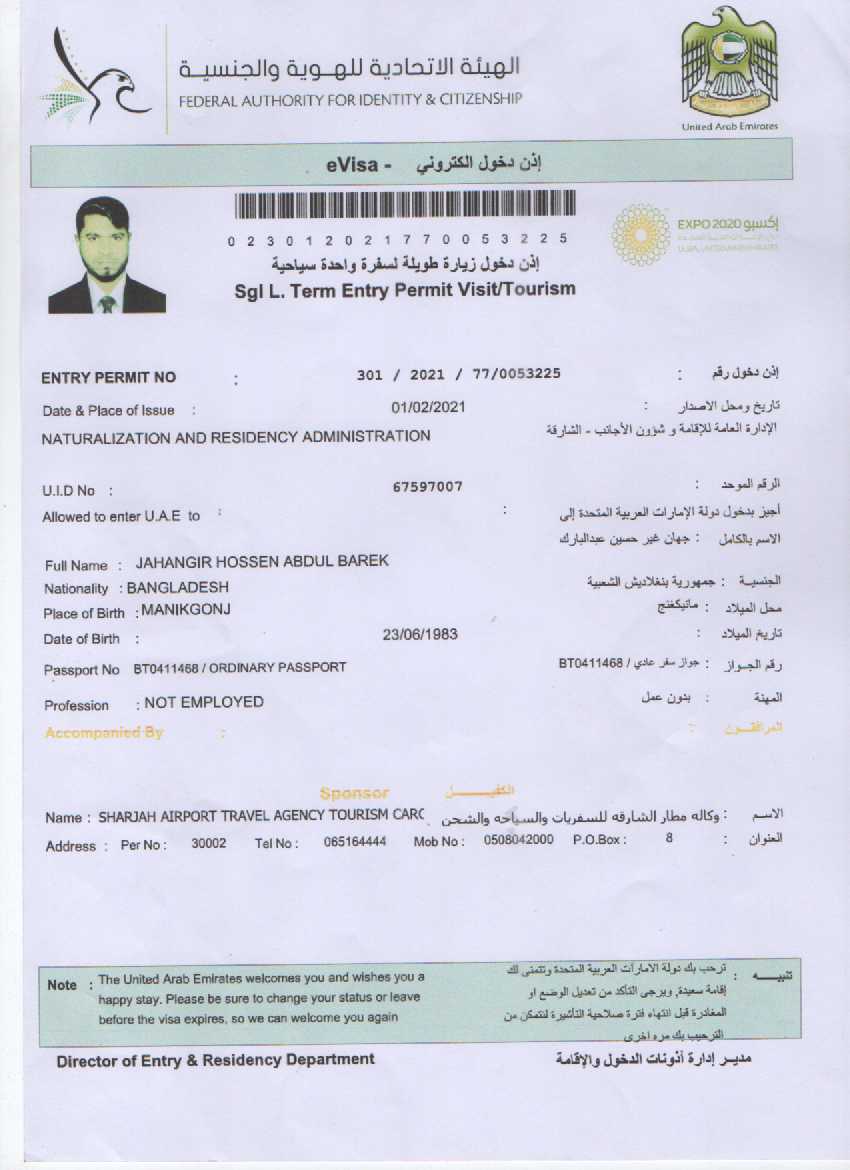 الهيئة الاتحادية للهوية والجنسية
FEDERAL AUTHORITY FOR IDENTITY & CITIZENSHIP
United Arab Emirates
eVisa - إذن دخول الكتروني
0 2 3 0 1 2 0 2 1 7 7 0 0 5 3 2 2 5
EXPO 2020 إكسبو
DUBAI, UNITED ARAB EMIRATES
إذن دخول زيارة طويلة لسفرة واحدة سياحية
Sgl L. Term Entry Permit Visit/Tourism
ENTRY PERMIT NO : 301 / 2021 / 77/0053225 : إذن دخول رقم
Date & Place of Issue : 01/02/2021 : تاريخ ومحل الاصدار
NATURALIZATION AND RESIDENCY ADMINISTRATION الإدارة العامة للإقامة و شؤون الأجانب - الشارقة
U.I.D No : 67597007 : الرقم الموحد
Allowed to enter U.A.E to : : أجيز بدخول دولة الإمارات العربية المتحدة إلى
الاسم بالكامل : جهان غير حسين عبدالبارك
Full Name : JAHANGIR HOSSEN ABDUL BAREK
Nationality : BANGLADESH الجنسية : جمهورية بنغلاديش الشعبية
Place of Birth : MANIKGONJ محل الميلاد : مانيكغنج
Date of Birth : 23/06/1983 : تاريخ الميلاد
Passport No BT0411468 / ORDINARY PASSPORT رقم الجواز : جواز سفر عادي / BT0411468
Profession : NOT EMPLOYED المهنة : بدون عمل
Accompanied By : : المرافقون
Sponsor الكفيل
Name : SHARJAH AIRPORT TRAVEL AGENCY TOURISM CARC الاسم : وكاله مطار الشارقه للسفريات والسياحه والشحن
Address : Per No : 30002 Tel No : 065164444 Mob No : 0508042000 P.O.Box : 8 : العنوان
Note : The United Arab Emirates welcomes you and wishes you a
happy stay. Please be sure to change your status or leave
before the visa expires, so we can welcome you again
تنبيه : ترحب بك دولة الامارات العربية المتحدة وتتمنى لك
إقامة سعيدة, ويرجى التأكد من تعديل الوضع او
المغادرة قبل انتهاء فترة صلاحية التأشيرة لنتمكن من
الترحيب بك مره اخرى
Director of Entry & Residency Department مدير إدارة أذونات الدخول والإقامة